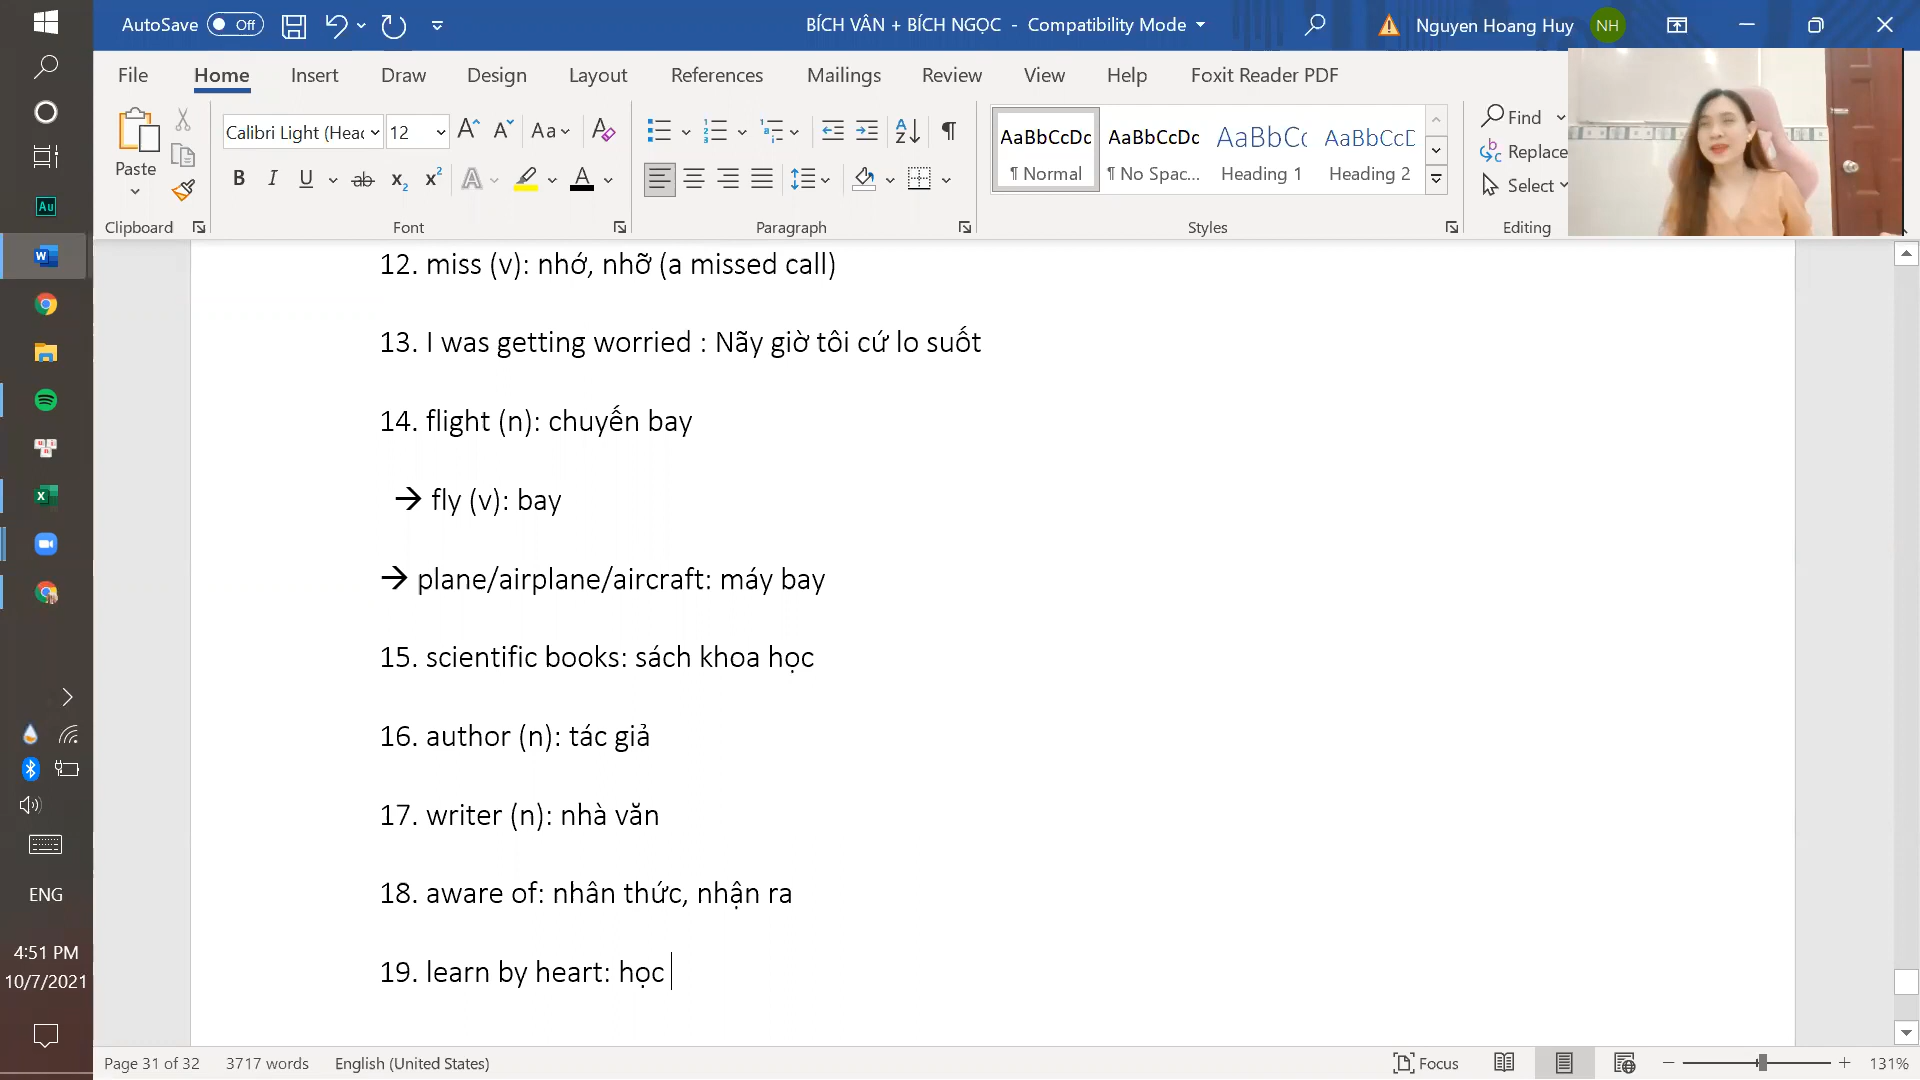 AutoSave Off BÍCH VÂN + BÍCH NGỌC - Compatibility Mode Nguyen Hoang Huy NH
File Home Insert Draw Design Layout References Mailings Review View Help Foxit Reader PDF
Calibri Light (Head 12 Aa AaBbCcDc AaBbCcDc AaBbCc AaBbCcD Find
Paste Replace
B I U ab x₂ x² A A ¶ Normal ¶ No Spac... Heading 1 Heading 2 Select
Clipboard Font Paragraph Styles Editing
12. miss (v): nhớ, nhỡ (a missed call)
13. I was getting worried : Nãy giờ tôi cứ lo suốt
14. flight (n): chuyến bay
→ fly (v): bay
→ plane/airplane/aircraft: máy bay
15. scientific books: sách khoa học
16. author (n): tác giả
17. writer (n): nhà văn
18. aware of: nhân thức, nhận ra
19. learn by heart: học
Au
ENG
4:51 PM
10/7/2021
Page 31 of 32 3717 words English (United States) Focus 131%